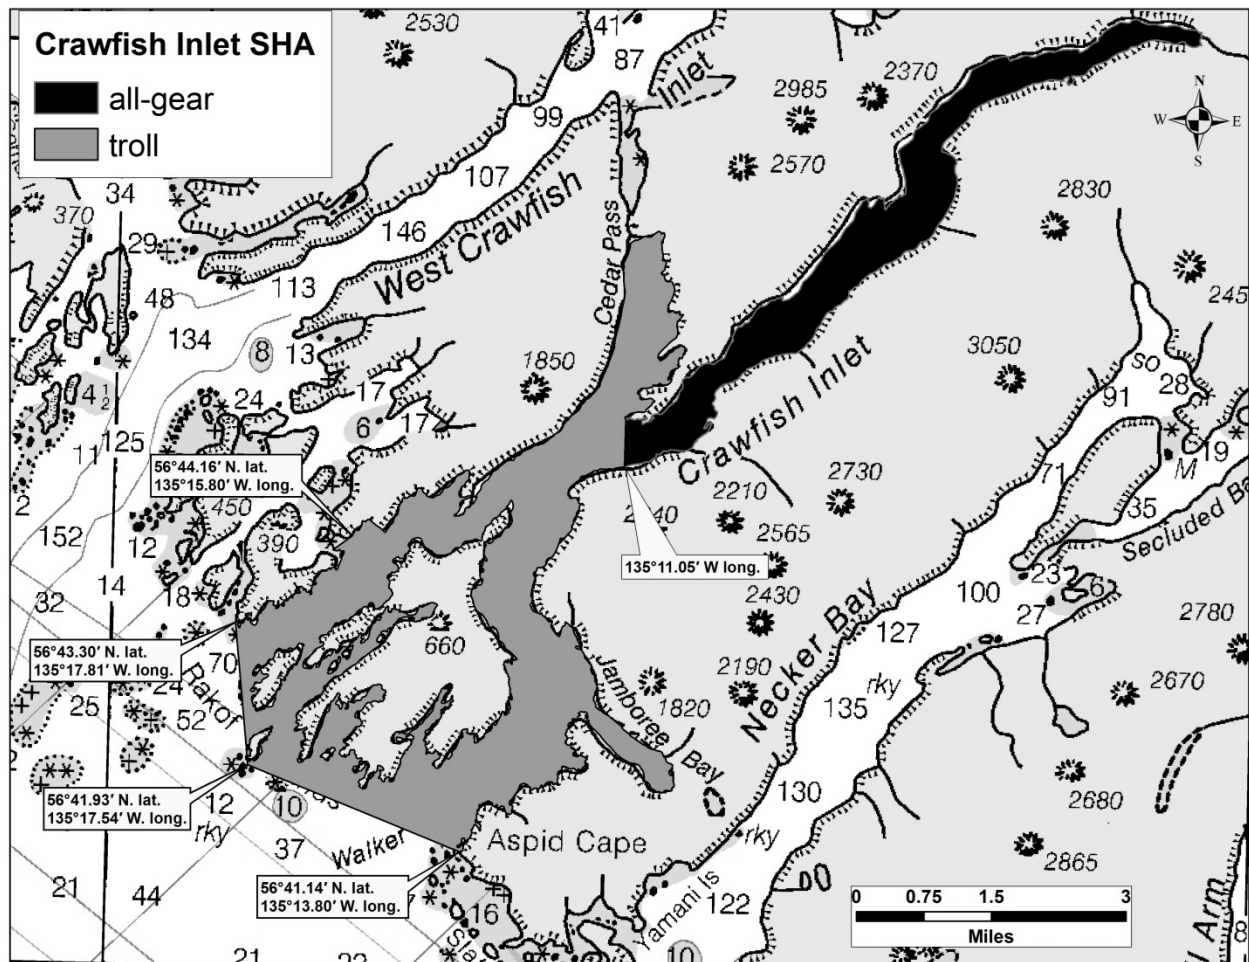 Crawfish Inlet SHA
all-gear
troll
2530
41
87
Inlet
2985
2370
N
W E
S
99
2570
107
34
370
29
146
West Crawfish
Cedar Pass
2830
48
113
134
8
13
1850
Crawfish Inlet
3050
so
91
28
4 1/2
24
17
17
6
11
125
56°44.16′ N. lat.
135°15.80′ W. long.
2
450
152
12
390
2210
2730
2565
71
M
19
35
Secluded Ba
135°11.05′ W long.
14
32
18
2430
100
23
6
27
2780
56°43.30′ N. lat.
135°17.81′ W. long.
70
660
Necker Bay
127
Rakof
24
25
52
Jamboree Bay
1820
2190
rky
135
2670
56°41.93′ N. lat.
135°17.54′ W. long.
12
rky
10
37
Walker
Aspid Cape
130
rky
2680
2865
56°41.14′ N. lat.
135°13.80′ W. long.
21
44
16
Yamani Is
122
10
21
0 0.75 1.5 3
Miles
Arm
8